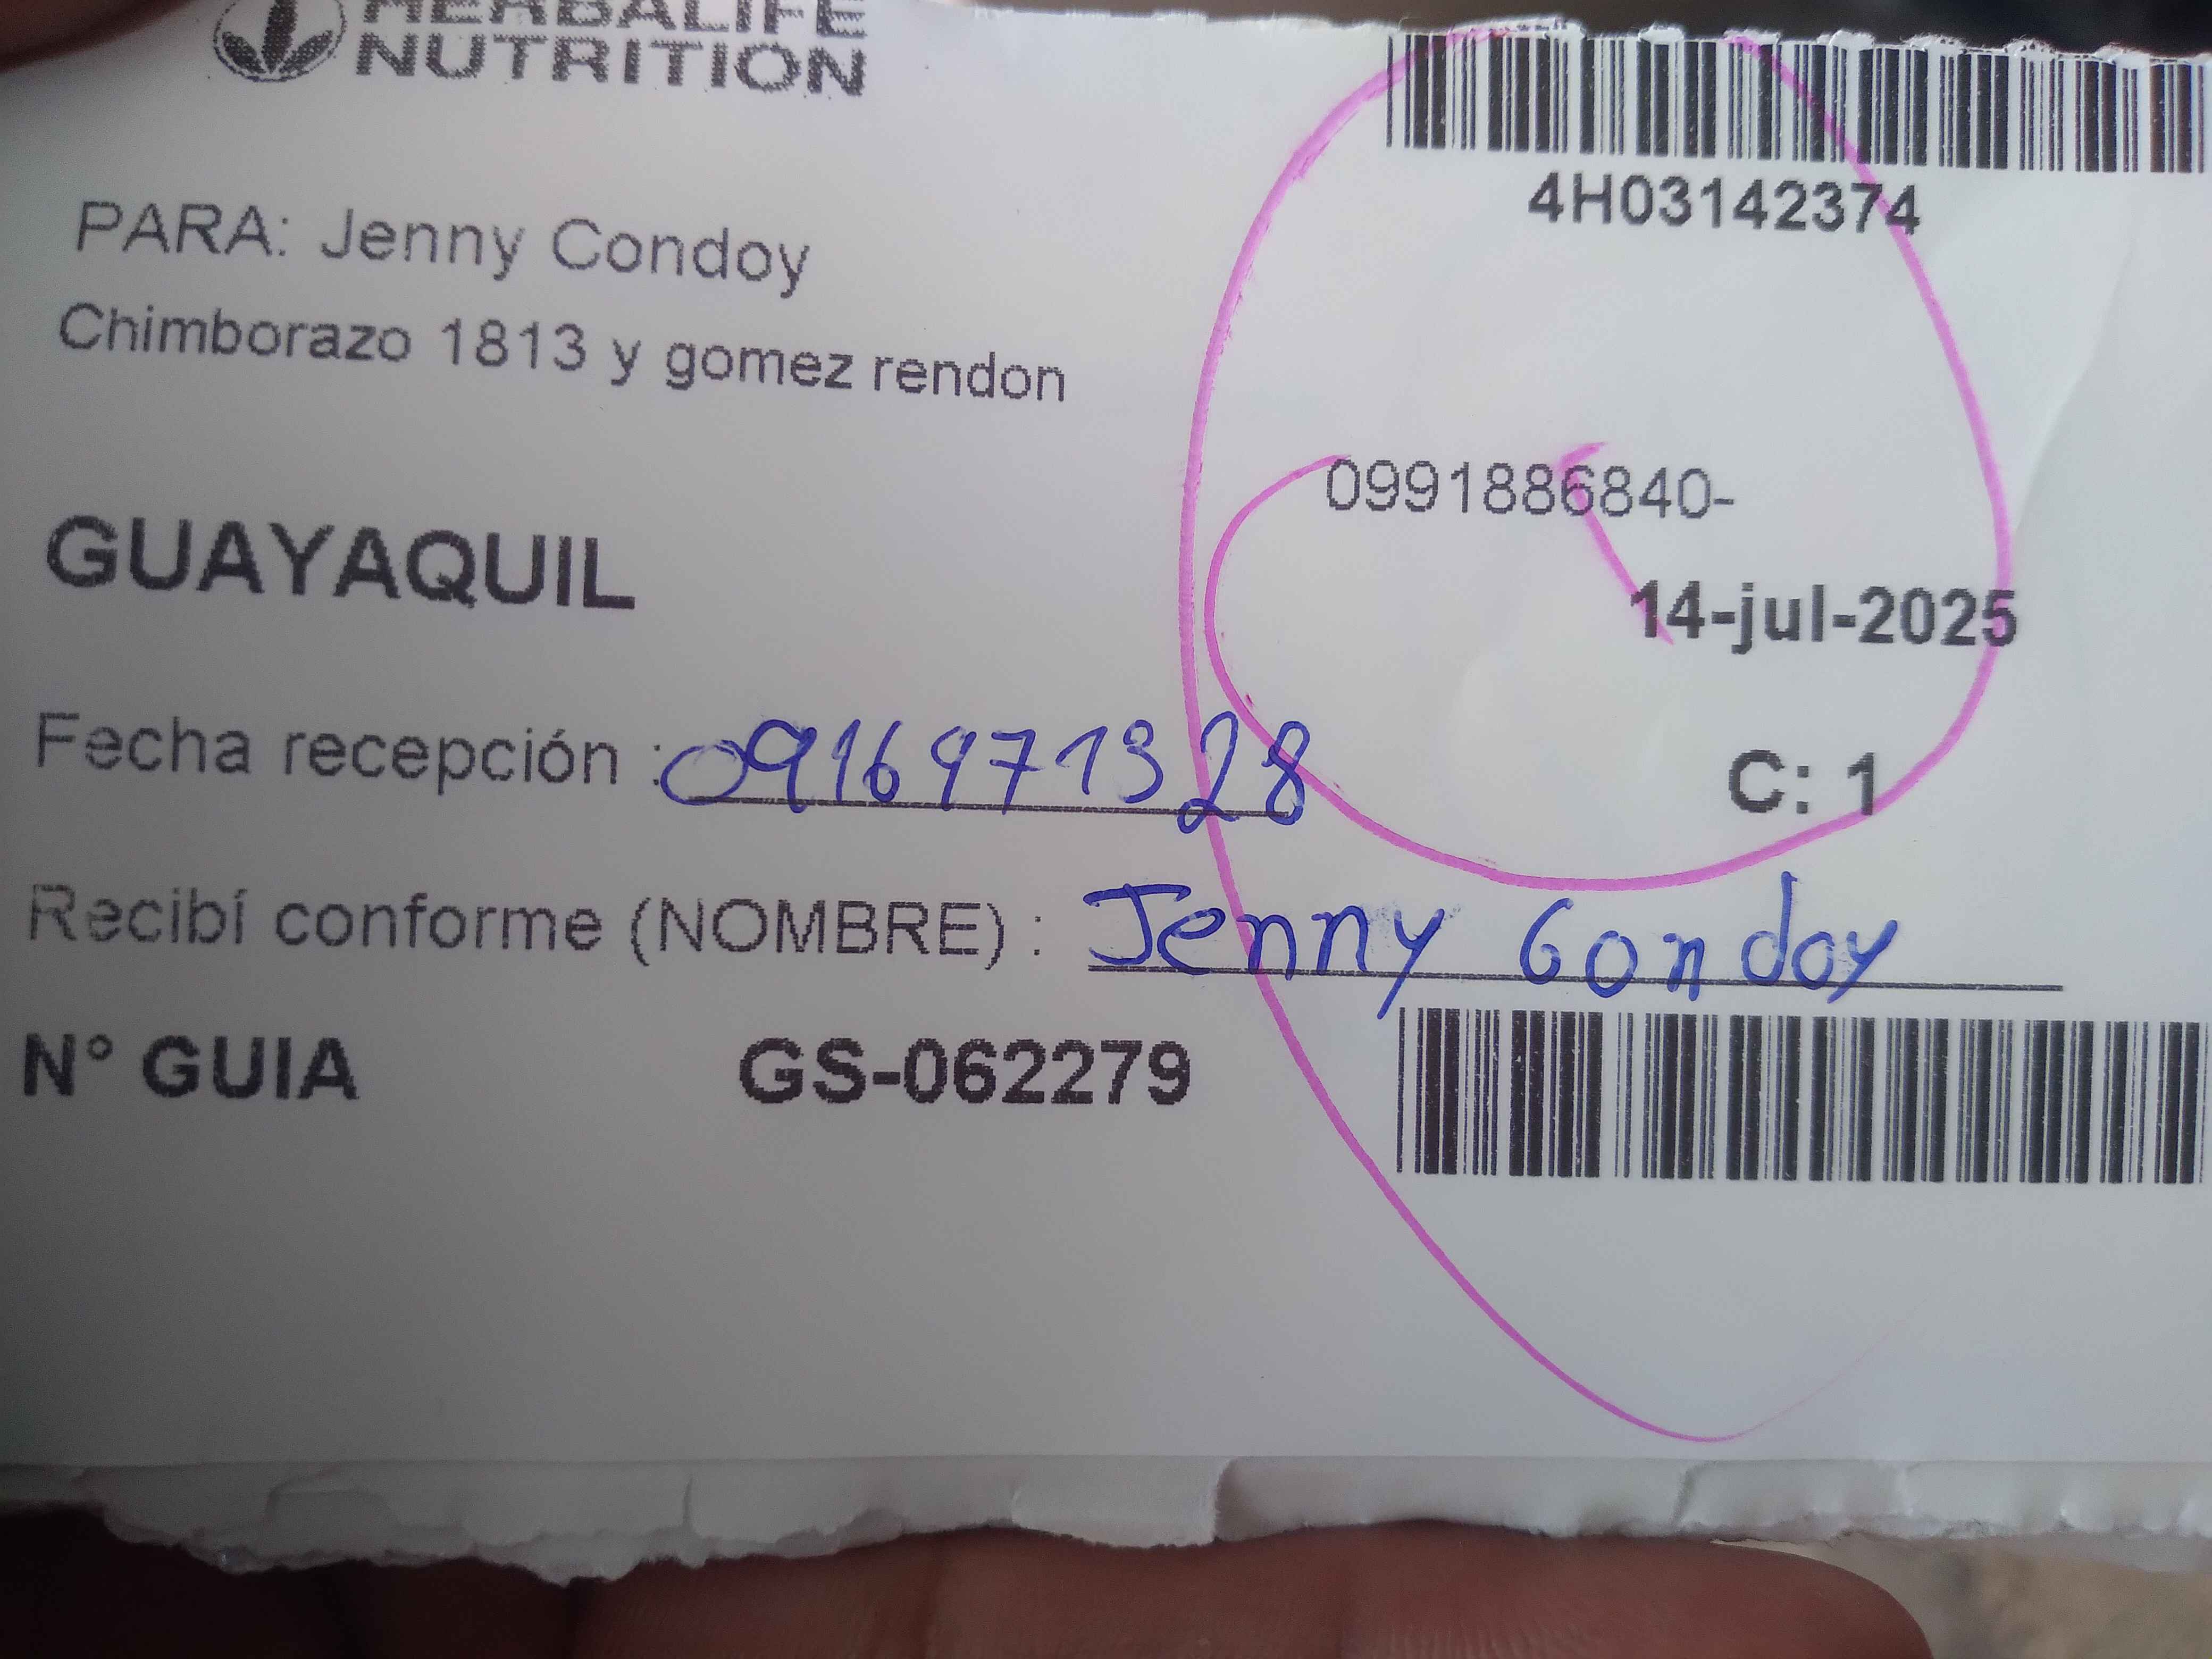 HERBALIFE
NUTRITION
4H03142374
PARA: Jenny Condoy
Chimborazo 1813 y gomez rendon
0991886840-
GUAYAQUIL
14-jul-2025
Fecha recepción : 0916971328
C: 1
Recibí conforme (NOMBRE) : Jenny Condoy
N° GUIA GS-062279